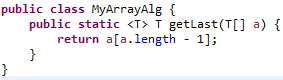 public class MyArrayAlg {
    public static <T> T getLast(T[] a) {
        return a[a.length - 1];
    }
}